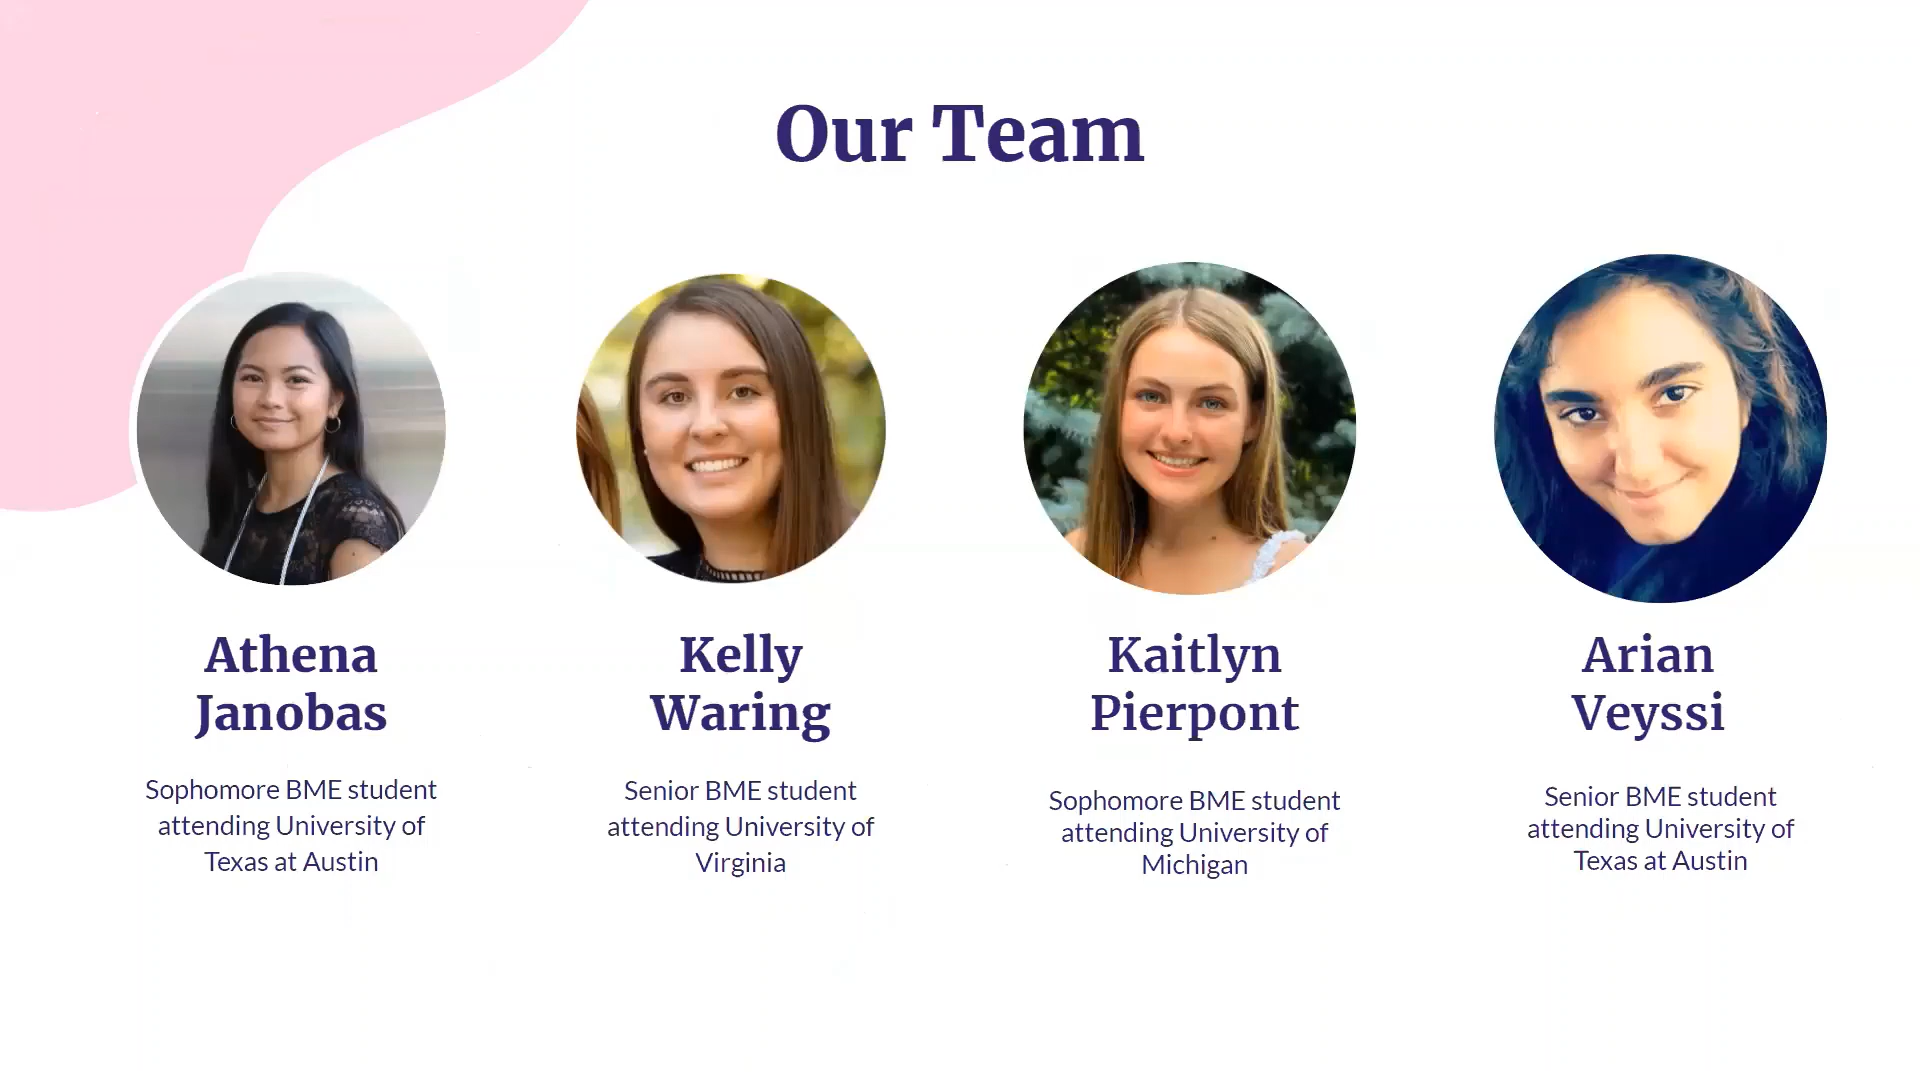 Our Team
Athena
Janobas
Sophomore BME student
attending University of
Texas at Austin
Kelly
Waring
Senior BME student
attending University of
Virginia
Kaitlyn
Pierpont
Sophomore BME student
attending University of
Michigan
Arian
Veyssi
Senior BME student
attending University of
Texas at Austin